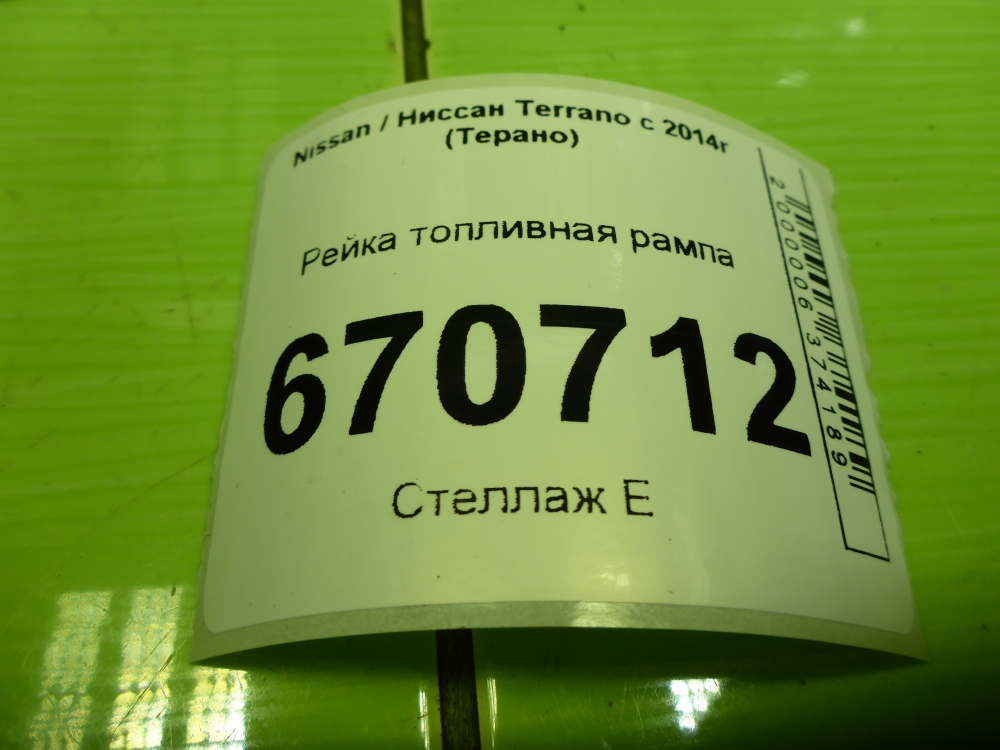 Nissan / Ниссан Terrano с 2014г
(Терано)
Рейка топливная рампа
670712
Стеллаж Е
2000006374189